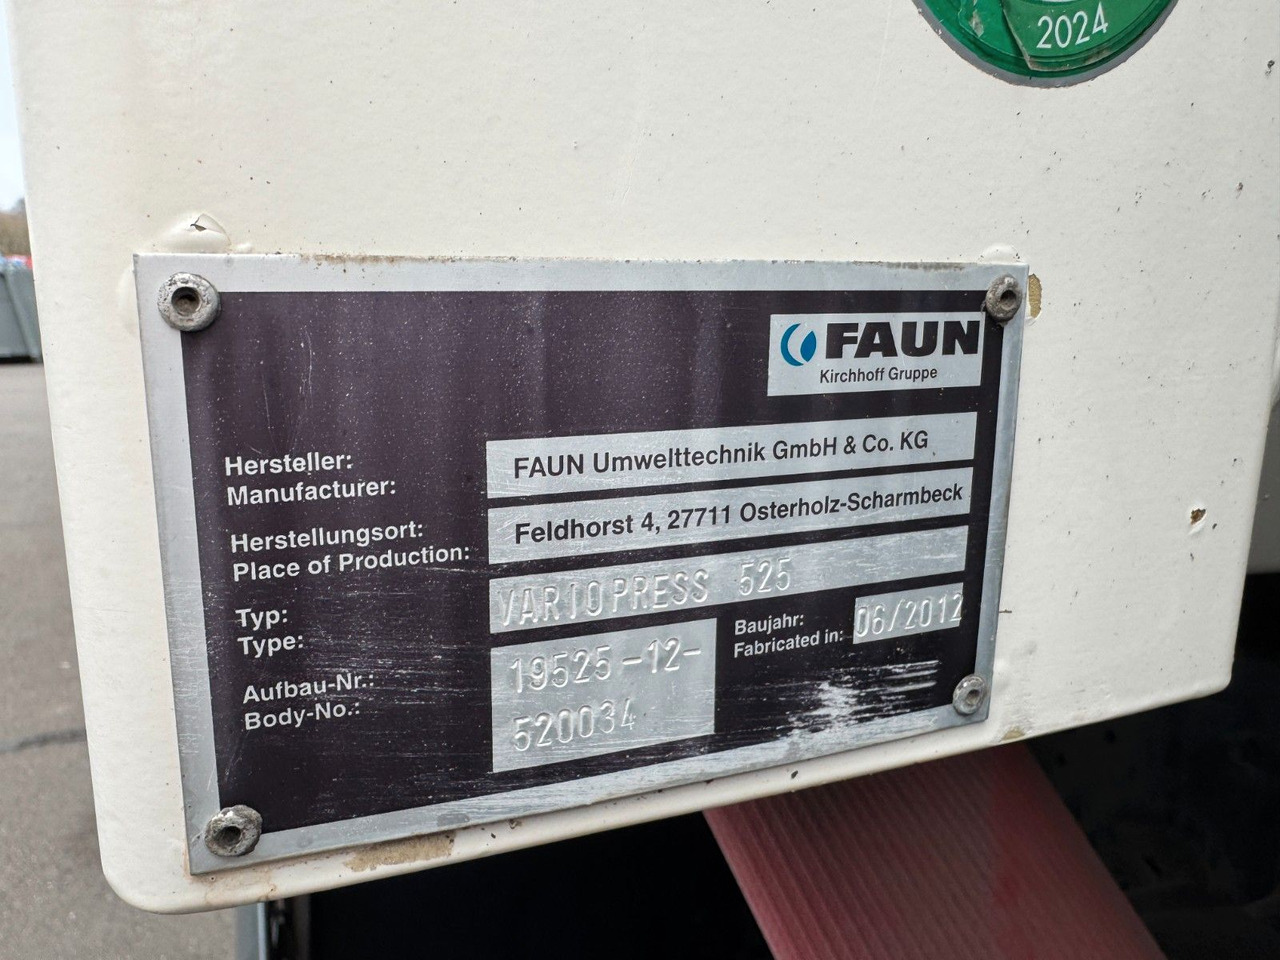 2024
FAUN
Kirchhoff Gruppe
Hersteller:
Manufacturer:
FAUN Umwelttechnik GmbH & Co. KG
Herstellungsort:
Place of Production:
Feldhorst 4, 27711 Osterholz-Scharmbeck
Typ:
Type:
VARIOPRESS 525
Baujahr:
Fabricated in:
06/2012
Aufbau-Nr.:
Body-No.:
19525-12-
520034